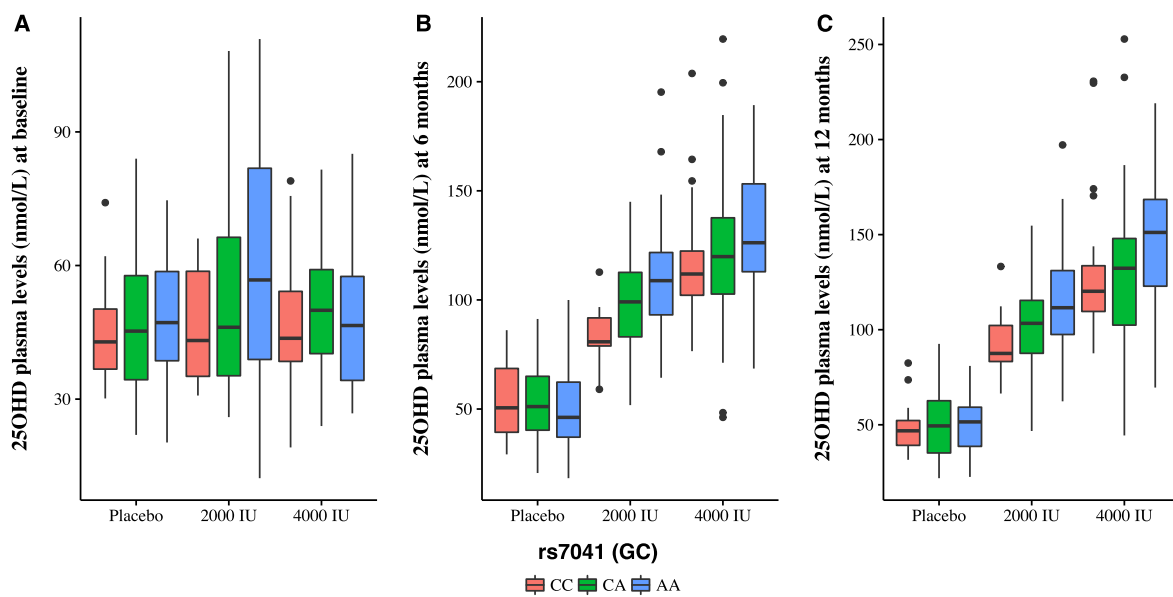 A
25OHD plasma levels (nmol/L) at baseline
90
60
30
Placebo
2000 IU
4000 IU
B
25OHD plasma levels (nmol/L) at 6 months
200
150
100
50
Placebo
2000 IU
4000 IU
C
25OHD plasma levels (nmol/L) at 12 months
250
200
150
100
50
Placebo
2000 IU
4000 IU
rs7041 (GC)
CC CA AA